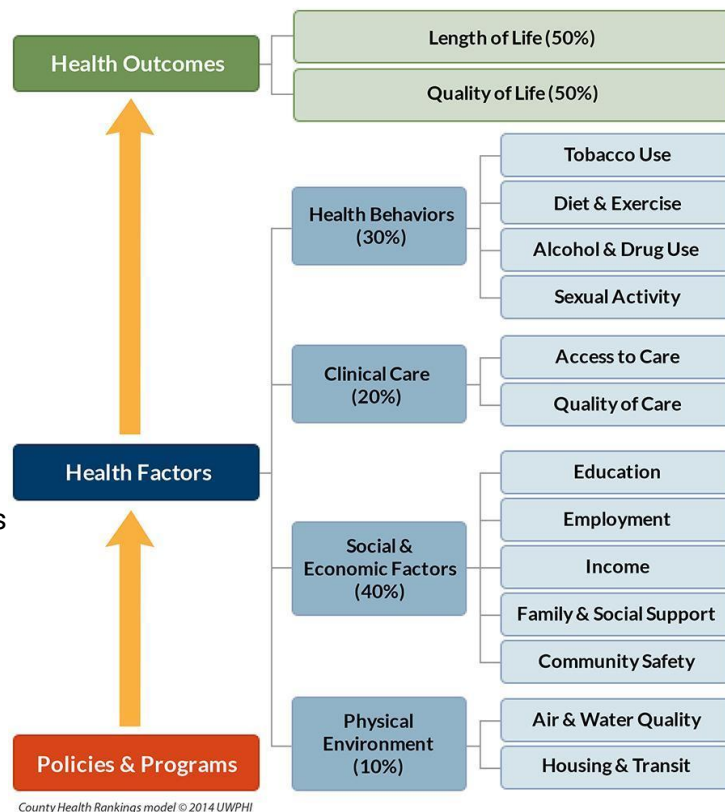 Health Outcomes
Length of Life (50%)
Quality of Life (50%)
Health Behaviors
(30%)
Tobacco Use
Diet & Exercise
Alcohol & Drug Use
Sexual Activity
Clinical Care
(20%)
Access to Care
Quality of Care
Health Factors
s
Social &
Economic Factors
(40%)
Education
Employment
Income
Family & Social Support
Community Safety
Physical
Environment
(10%)
Air & Water Quality
Housing & Transit
Policies & Programs
County Health Rankings model © 2014 UWPHI